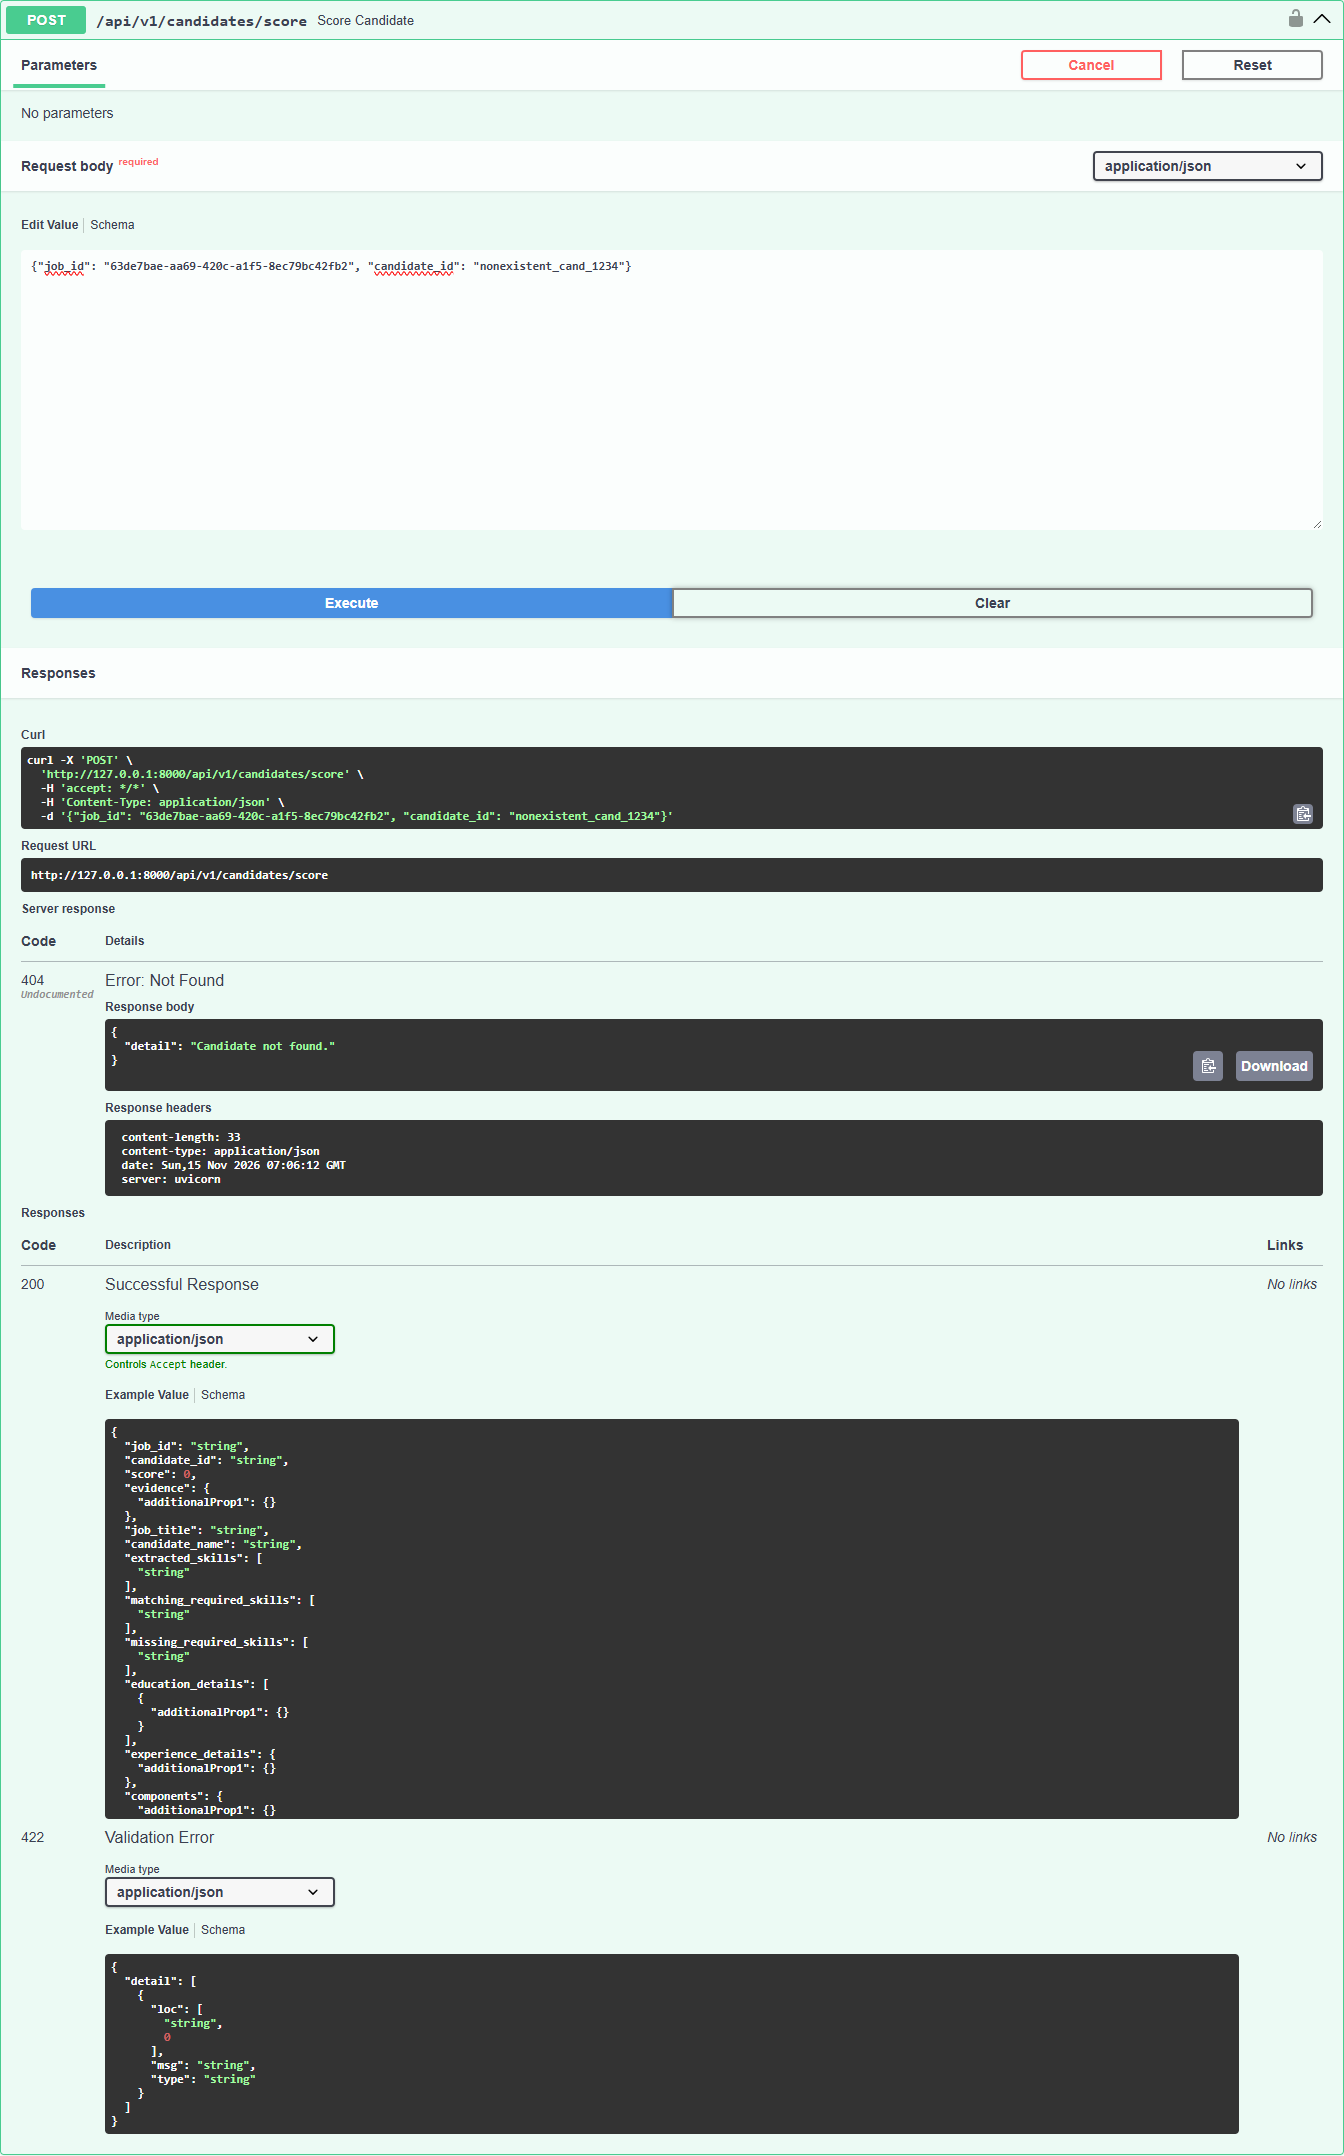 POST /api/v1/candidates/score Score Candidate
Parameters
Cancel
Reset
No parameters
Request body required
application/json
Edit Value Schema
{"job_id": "63de7bae-aa69-420c-a1f5-8ec79bc42fb2", "candidate_id": "nonexistent_cand_1234"}
Execute
Clear
Responses
Curl
curl -X 'POST' \
  'http://127.0.0.1:8000/api/v1/candidates/score' \
  -H 'accept: */*' \
  -H 'Content-Type: application/json' \
  -d '{"job_id": "63de7bae-aa69-420c-a1f5-8ec79bc42fb2", "candidate_id": "nonexistent_cand_1234"}'
Request URL
http://127.0.0.1:8000/api/v1/candidates/score
Server response
Code Details
404 Error: Not Found
Undocumented
Response body
{
  "detail": "Candidate not found."
}
Download
Response headers
content-length: 33
content-type: application/json
date: Sun,15 Nov 2026 07:06:12 GMT
server: uvicorn
Responses
Code Description Links
200 Successful Response No links
Media type
application/json
Controls Accept header.
Example Value Schema
{
  "job_id": "string",
  "candidate_id": "string",
  "score": 0,
  "evidence": {
    "additionalProp1": {}
  },
  "job_title": "string",
  "candidate_name": "string",
  "extracted_skills": [
    "string"
  ],
  "matching_required_skills": [
    "string"
  ],
  "missing_required_skills": [
    "string"
  ],
  "education_details": [
    {
      "additionalProp1": {}
    }
  ],
  "experience_details": {
    "additionalProp1": {}
  },
  "components": {
    "additionalProp1": {}
422 Validation Error No links
Media type
application/json
Example Value Schema
{
  "detail": [
    {
      "loc": [
        "string",
        0
      ],
      "msg": "string",
      "type": "string"
    }
  ]
}